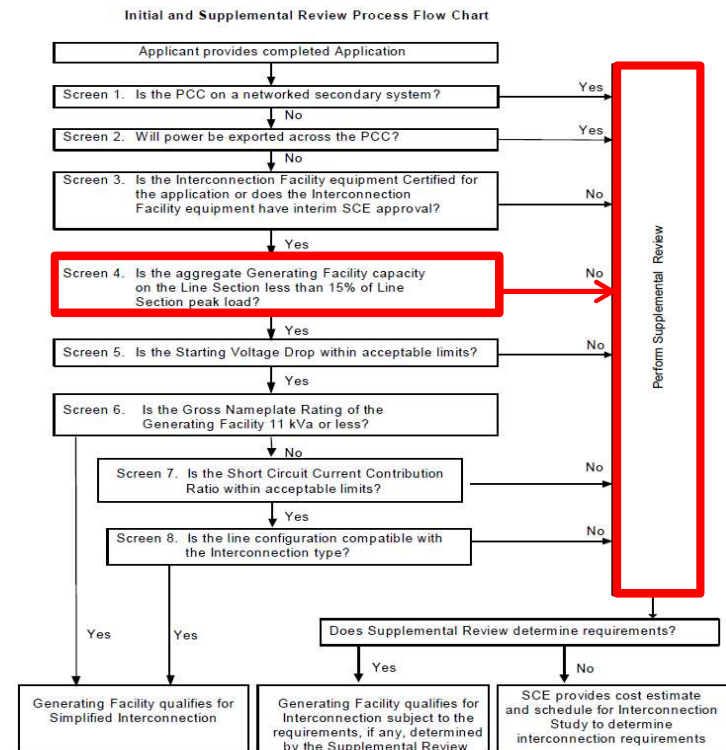 Initial and Supplemental Review Process Flow Chart
Applicant provides completed Application
Screen 1. Is the PCC on a networked secondary system?
Yes
No
Screen 2. Will power be exported across the PCC?
Yes
No
Screen 3. Is the Interconnection Facility equipment Certified for
the application or does the Interconnection
Facility equipment have interim SCE approval?
No
Yes
Screen 4. Is the aggregate Generating Facility capacity
on the Line Section less than 15% of Line
Section peak load?
No
Yes
Screen 5. Is the Starting Voltage Drop within acceptable limits?
No
Yes
Screen 6. Is the Gross Nameplate Rating of the
Generating Facility 11 kVa or less?
No
Screen 7. Is the Short Circuit Current Contribution
Ratio within acceptable limits?
No
Yes
Screen 8. Is the line configuration compatible with
the Interconnection type?
No
Perform Supplemental Review
Yes
Yes
Does Supplemental Review determine requirements?
Yes
No
Generating Facility qualifies for
Simplified Interconnection
Generating Facility qualifies for
Interconnection subject to the
requirements, if any, determined
by the Supplemental Review
SCE provides cost estimate
and schedule for Interconnection
Study to determine
interconnection requirements